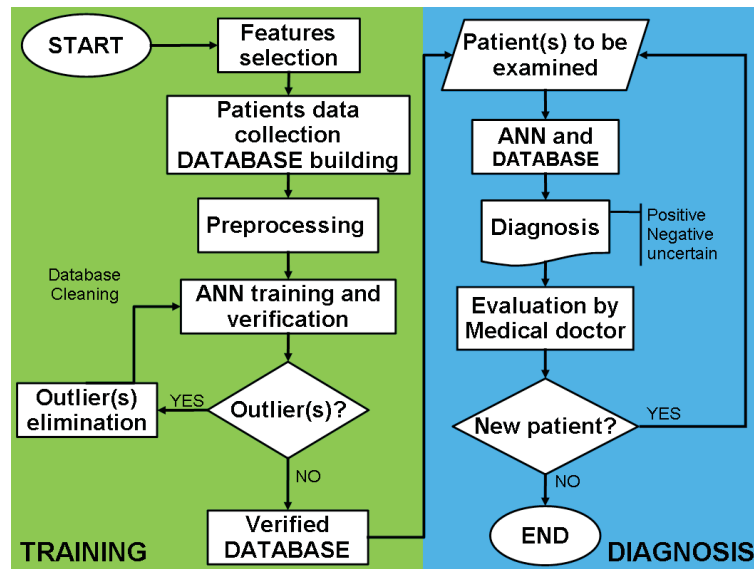 START
Features
selection
Patients data
collection
DATABASE building
Preprocessing
Database
Cleaning
ANN training and
verification
Outlier(s)
elimination
YES
Outlier(s)?
NO
Verified
DATABASE
TRAINING
Patient(s) to be
examined
ANN and
DATABASE
Diagnosis
Positive
Negative
uncertain
Evaluation by
Medical doctor
New patient?
YES
NO
END
DIAGNOSIS